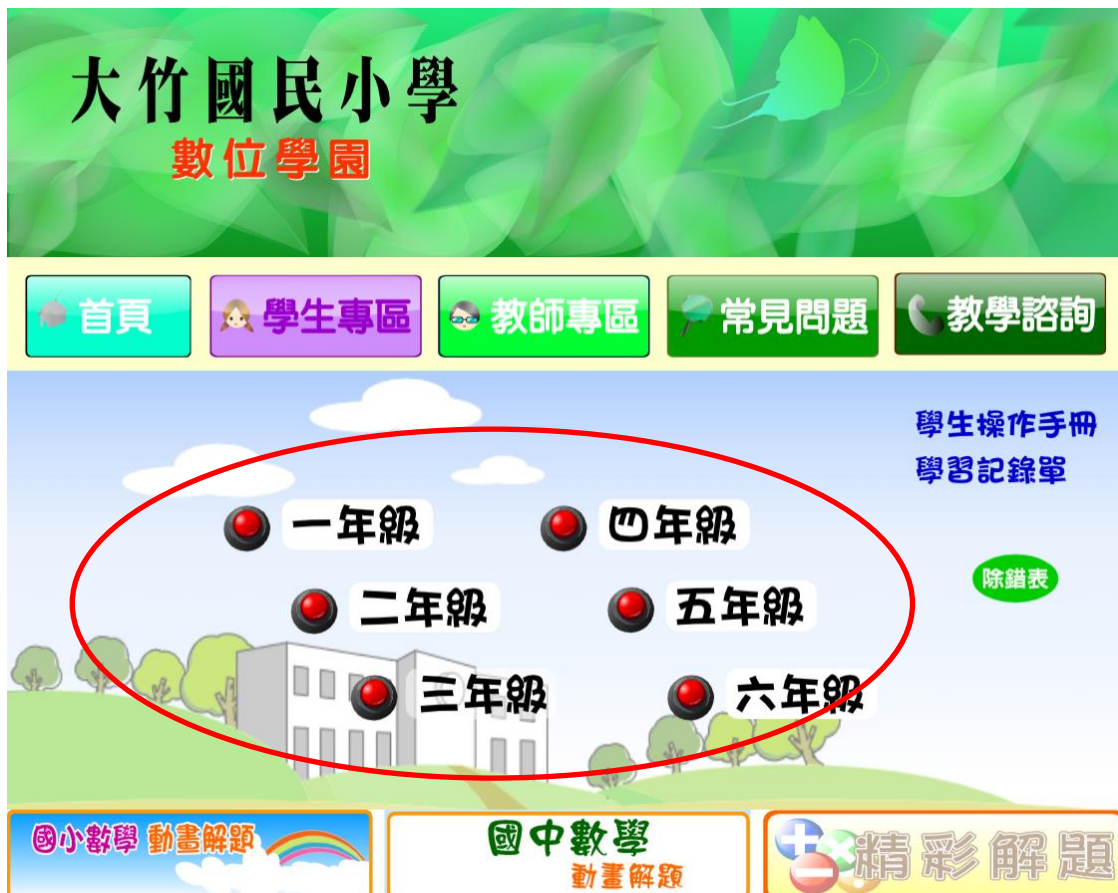 大竹國民小學
數位學園
首頁 學生專區 教師專區 常見問題 教學諮詢
學生操作手冊
學習記錄單
一年級 四年級
除錯表
二年級 五年級
三年級 六年級
國小數學 動畫解題
國中數學
動畫解題
精彩解題